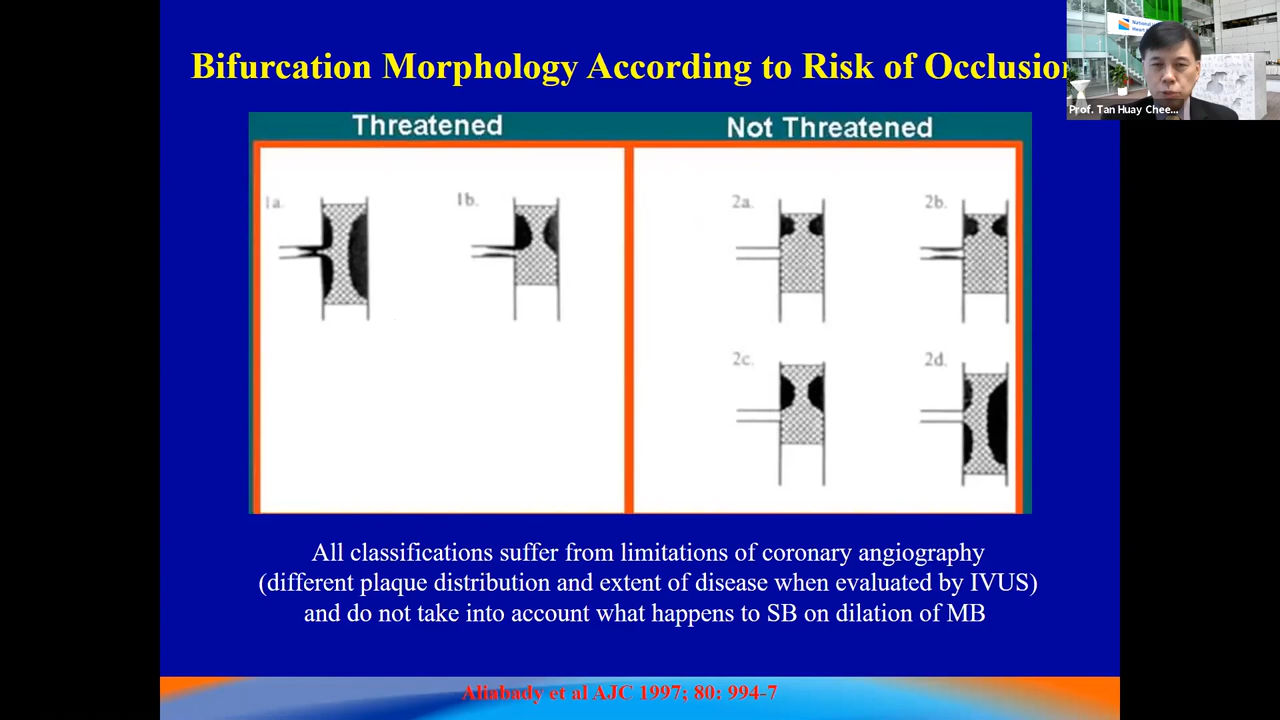 Bifurcation Morphology According to Risk of Occlusion
National
Heart
Prof. Tan Huay Chee...
Threatened
Not Threatened
1a.
1b.
2a.
2b.
2c.
2d.
All classifications suffer from limitations of coronary angiography
(different plaque distribution and extent of disease when evaluated by IVUS)
and do not take into account what happens to SB on dilation of MB
Aliabady et al AJC 1997; 80: 994-7